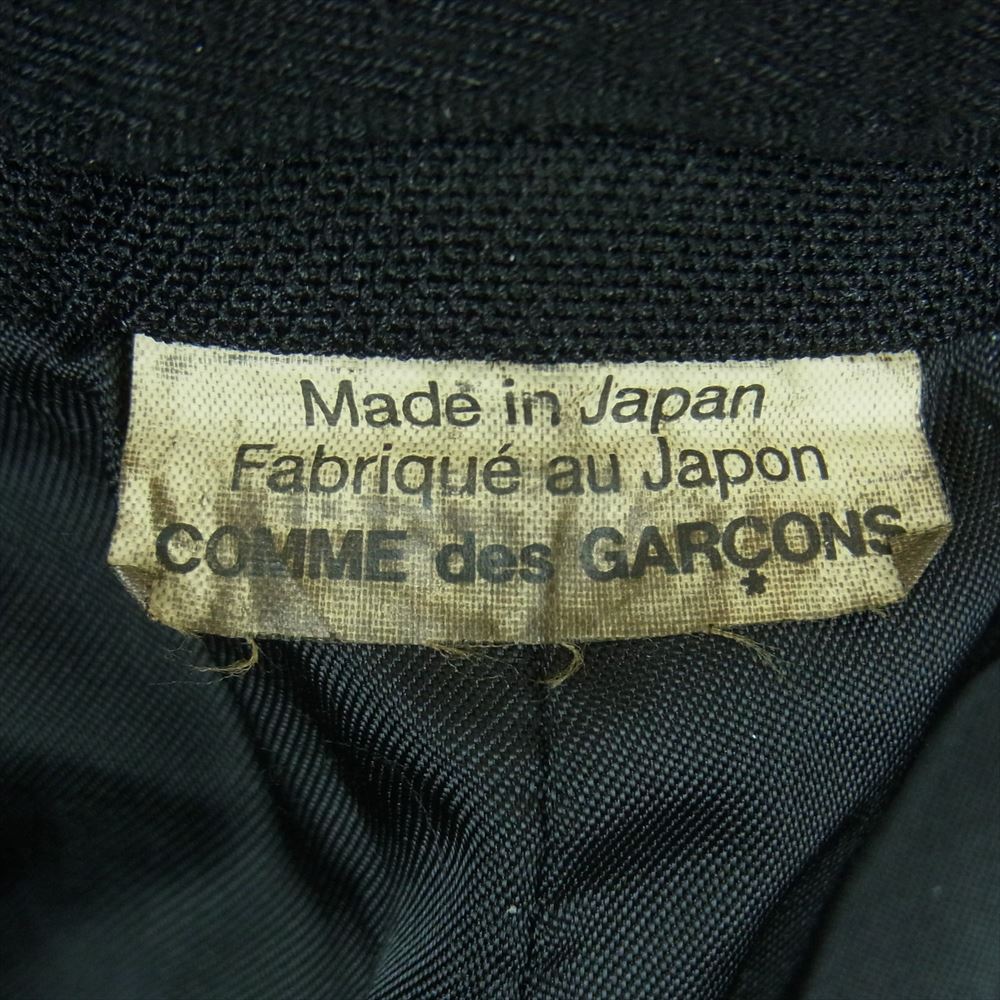 Made in Japan
Fabriqué au Japon
COMME des GARÇONS